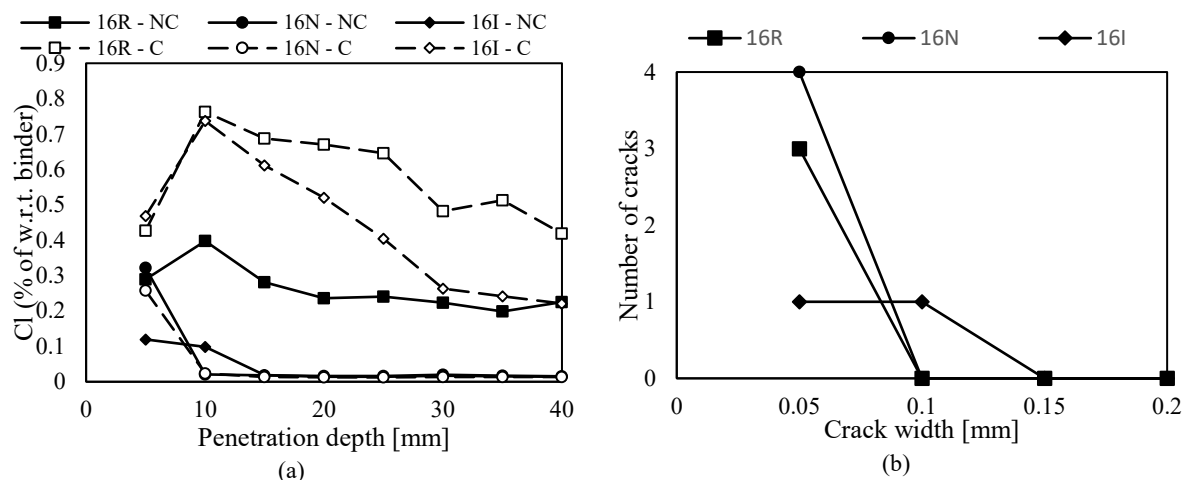 16R - NC 16N - NC 16I - NC
16R - C 16N - C 16I - C
Cl (% of w.r.t. binder)
0.9
0.8
0.7
0.6
0.5
0.4
0.3
0.2
0.1
0
0 10 20 30 40
Penetration depth [mm]
(a)
16R 16N 16I
Number of cracks
4
3
2
1
0
0 0.05 0.1 0.15 0.2
Crack width [mm]
(b)